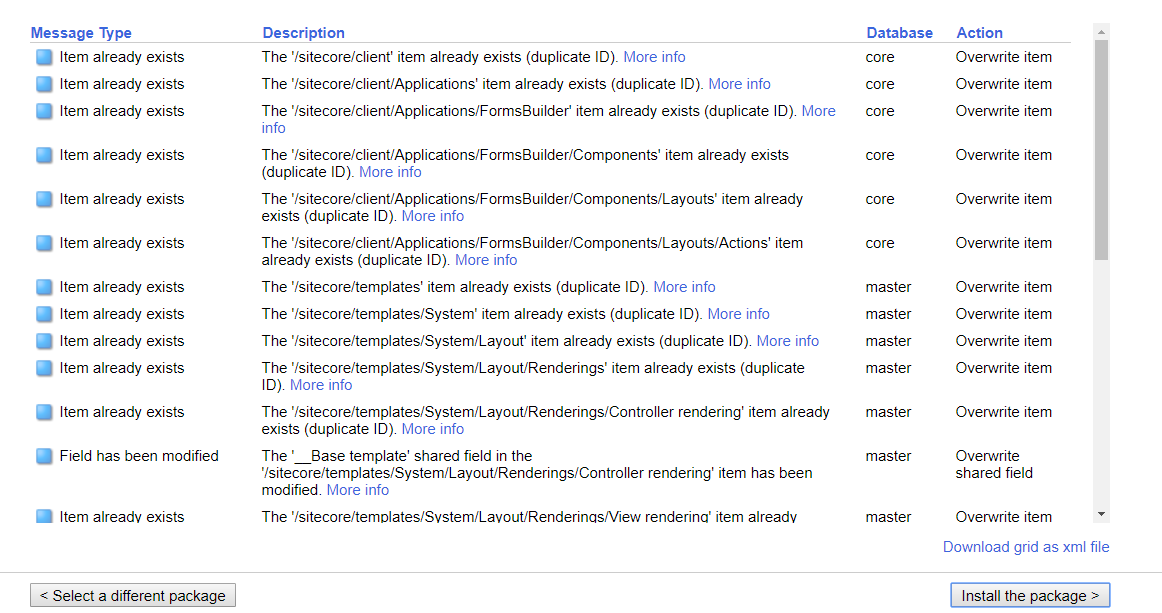 Message Type Description Database Action
Item already exists The '/sitecore/client' item already exists (duplicate ID). More info core Overwrite item
Item already exists The '/sitecore/client/Applications' item already exists (duplicate ID). More info core Overwrite item
Item already exists The '/sitecore/client/Applications/FormsBuilder' item already exists (duplicate ID). More core Overwrite item
info
Item already exists The '/sitecore/client/Applications/FormsBuilder/Components' item already exists core Overwrite item
(duplicate ID). More info
Item already exists The '/sitecore/client/Applications/FormsBuilder/Components/Layouts' item already core Overwrite item
exists (duplicate ID). More info
Item already exists The '/sitecore/client/Applications/FormsBuilder/Components/Layouts/Actions' item core Overwrite item
already exists (duplicate ID). More info
Item already exists The '/sitecore/templates' item already exists (duplicate ID). More info master Overwrite item
Item already exists The '/sitecore/templates/System' item already exists (duplicate ID). More info master Overwrite item
Item already exists The '/sitecore/templates/System/Layout' item already exists (duplicate ID). More info master Overwrite item
Item already exists The '/sitecore/templates/System/Layout/Renderings' item already exists (duplicate master Overwrite item
ID). More info
Item already exists The '/sitecore/templates/System/Layout/Renderings/Controller rendering' item already master Overwrite item
exists (duplicate ID). More info
Field has been modified The '__Base template' shared field in the master Overwrite
'/sitecore/templates/System/Layout/Renderings/Controller rendering' item has been shared field
modified. More info
Item already exists The '/sitecore/templates/System/Layout/Renderings/View rendering' item already master Overwrite item
Download grid as xml file
< Select a different package Install the package >